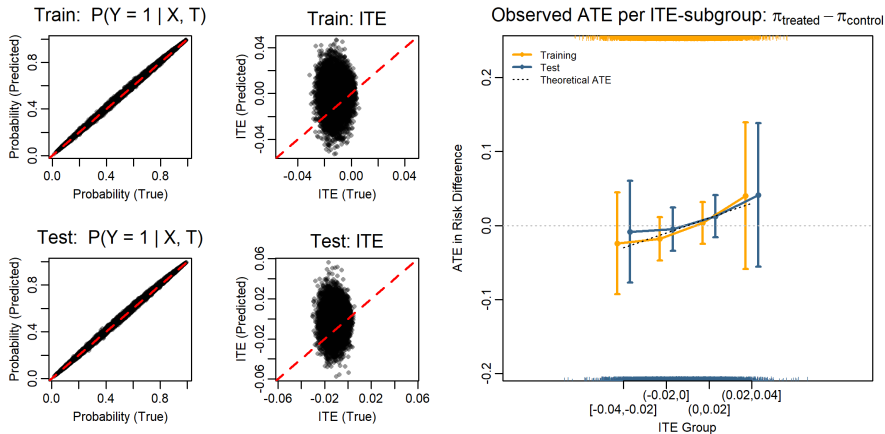 Train:  P(Y = 1 | X, T)
Probability (Predicted)
0.0 0.4 0.8
0.0 0.4 0.8
Probability (True)
Train: ITE
ITE (Predicted)
-0.04 0.00 0.04
-0.04 0.00 0.04
ITE (True)
Test:  P(Y = 1 | X, T)
Probability (Predicted)
0.0 0.4 0.8
0.0 0.4 0.8
Probability (True)
Test: ITE
ITE (Predicted)
-0.06 -0.02 0.02 0.06
-0.06 -0.02 0.02 0.06
ITE (True)
Observed ATE per ITE-subgroup: πtreated − πcontrol
Training
Test
Theoretical ATE
ATE in Risk Difference
-0.2 -0.1 0.0 0.1 0.2
(-0.02,0] (0.02,0.04]
[-0.04,-0.02] (0,0.02]
ITE Group